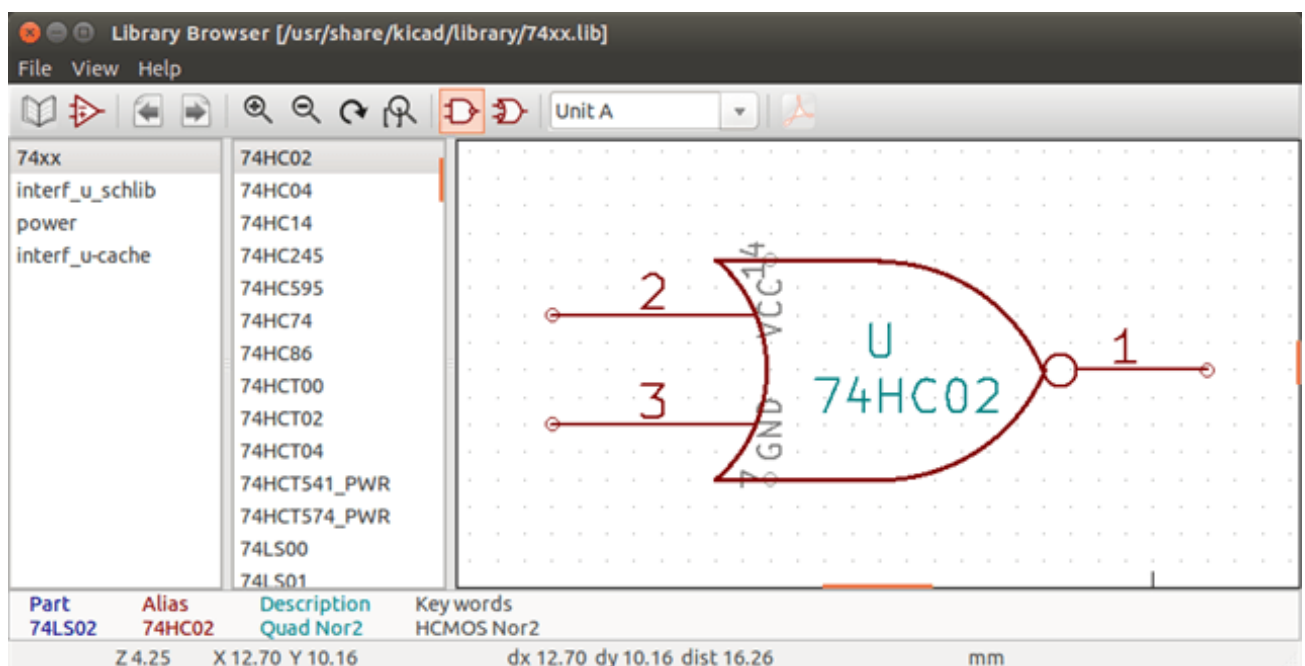 Library Browser [/usr/share/kicad/library/74xx.lib]
File View Help
Unit A
74xx
interf_u_schlib
power
interf_u-cache
74HC02
74HC04
74HC14
74HC245
74HC595
74HC74
74HC86
74HCT00
74HCT02
74HCT04
74HCT541_PWR
74HCT574_PWR
74LS00
74LS01
14
VCC
2
3
GND
7
U
74HC02
1
Part Alias Description Key words
74LS02 74HC02 Quad Nor2 HCMOS Nor2
Z 4.25 X 12.70 Y 10.16 dx 12.70 dy 10.16 dist 16.26 mm